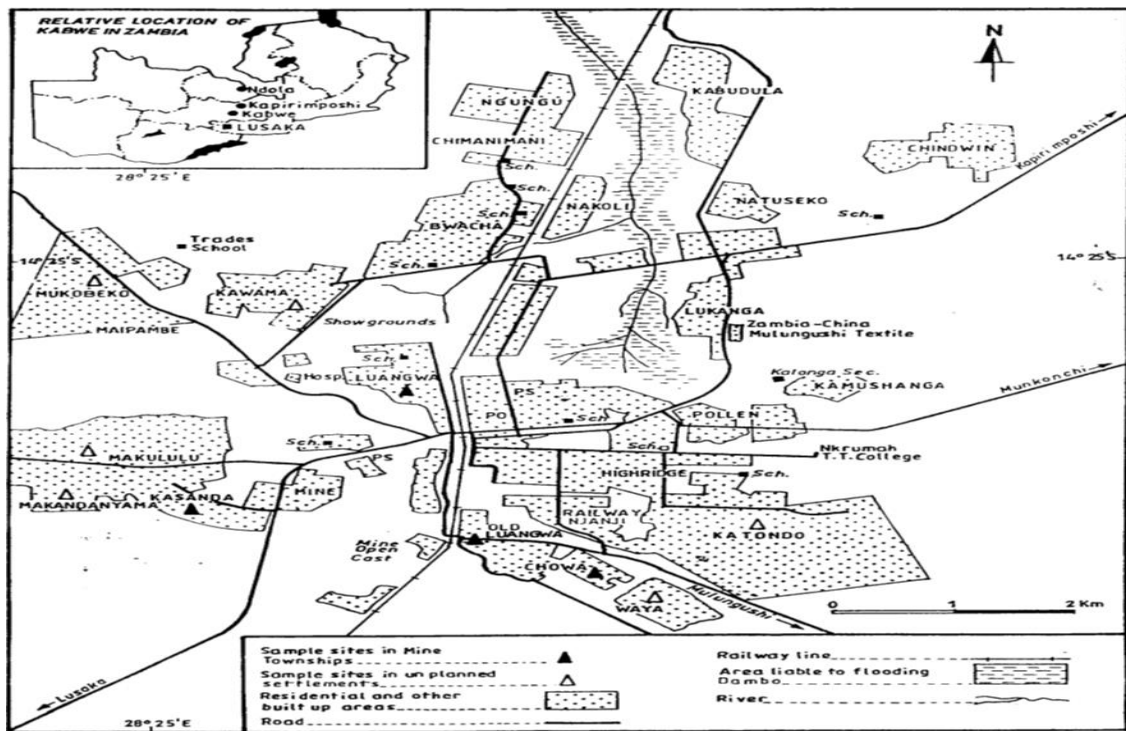 RELATIVE LOCATION OF
KABWE IN ZAMBIA
Ndola
Kapirimposhi
Kabwe
LUSAKA
28°25'E
N
NGUNGU
KABUDULA
CHIMANIMANI
Sch.
Sch.
Sch.
BWACHA
NAKOLI
NATUSEKO
Sch.
CHINDWIN
Kapirimposhi
Trades
School
Sch.
14°25'S
14°25'S
MUKOBEKO
KAWAMA
MAIPAMBE
Showgrounds
LUKANGA
Zambia-China
Mulungushi Textile
Sch.
Hosp
LUANGWA
Kalonga Sec.
KAMUSHANGA
Munkonchi
PS
PO
Sch
POLLEN
Sch.
MAKULULU
PS
Sch
Nkrumah
T.T.College
HIGHRIDGE
Sch.
MAKANDANYAMA
KASANDA
MINE
RAILWAY
NJANJI
KATONDO
Mine
Open
Cast
OLD
LUANGWA
CHOWA
WAYA
Mulungushi
0 1 2 Km
Lusaka
28°25'E
Sample sites in Mine
Townships
Sample sites in unplanned
settlements
Residential and other
built up areas
Road
Railway line
Area liable to flooding
Dambo
River